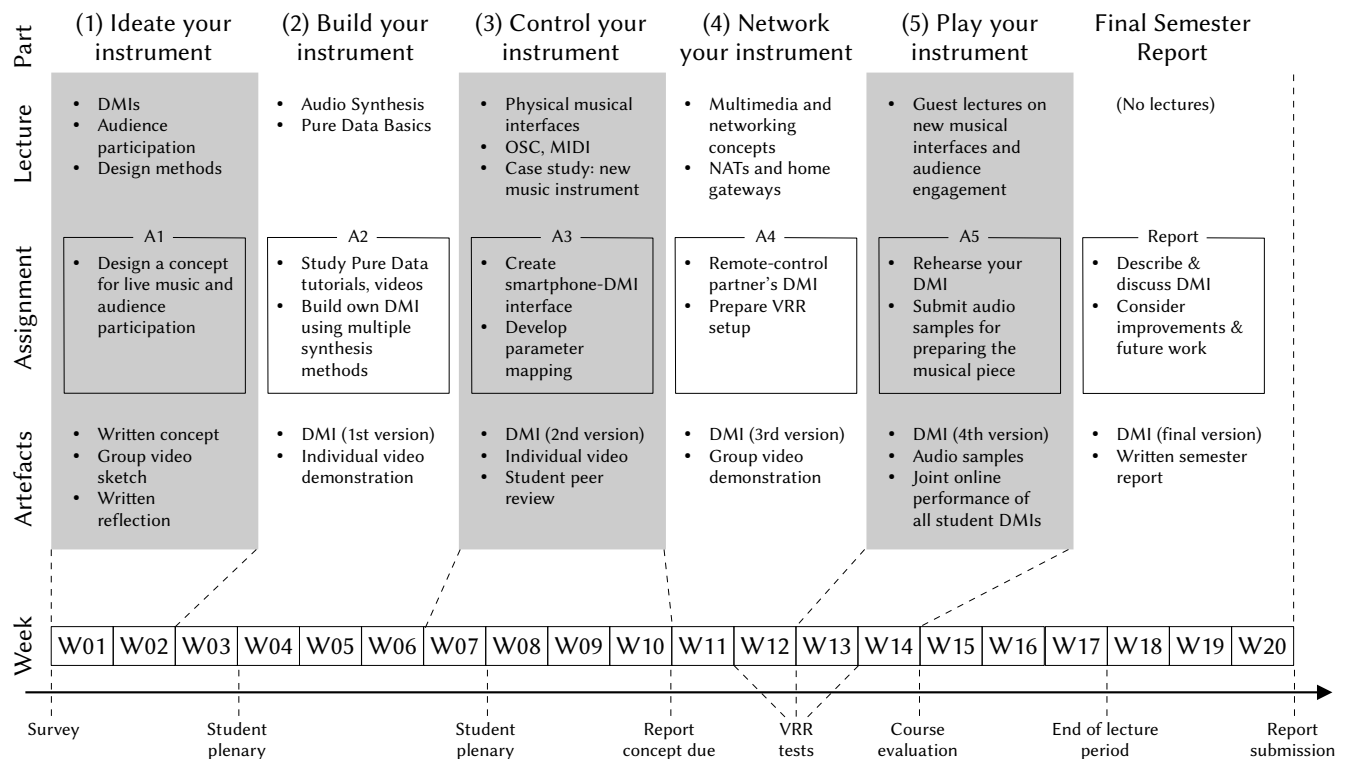 Part
(1) Ideate your
instrument
(2) Build your
instrument
(3) Control your
instrument
(4) Network
your instrument
(5) Play your
instrument
Final Semester
Report
Lecture
• DMIs
• Audience
participation
• Design methods
• Audio Synthesis
• Pure Data Basics
• Physical musical
interfaces
• OSC, MIDI
• Case study: new
music instrument
• Multimedia and
networking
concepts
• NATs and home
gateways
• Guest lectures on
new musical
interfaces and
audience
engagement
(No lectures)
Assignment
A1
• Design a concept
for live music and
audience
participation
A2
• Study Pure Data
tutorials, videos
• Build own DMI
using multiple
synthesis
methods
A3
• Create
smartphone-DMI
interface
• Develop
parameter
mapping
A4
• Remote-control
partner's DMI
• Prepare VRR
setup
A5
• Rehearse your
DMI
• Submit audio
samples for
preparing the
musical piece
Report
• Describe &
discuss DMI
• Consider
improvements &
future work
Artefacts
• Written concept
• Group video
sketch
• Written
reflection
• DMI (1st version)
• Individual video
demonstration
• DMI (2nd version)
• Individual video
• Student peer
review
• DMI (3rd version)
• Group video
demonstration
• DMI (4th version)
• Audio samples
• Joint online
performance of
all student DMIs
• DMI (final version)
• Written semester
report
Week
W01 W02 W03 W04 W05 W06 W07 W08 W09 W10 W11 W12 W13 W14 W15 W16 W17 W18 W19 W20
Survey
Student
plenary
Student
plenary
Report
concept due
VRR
tests
Course
evaluation
End of lecture
period
Report
submission